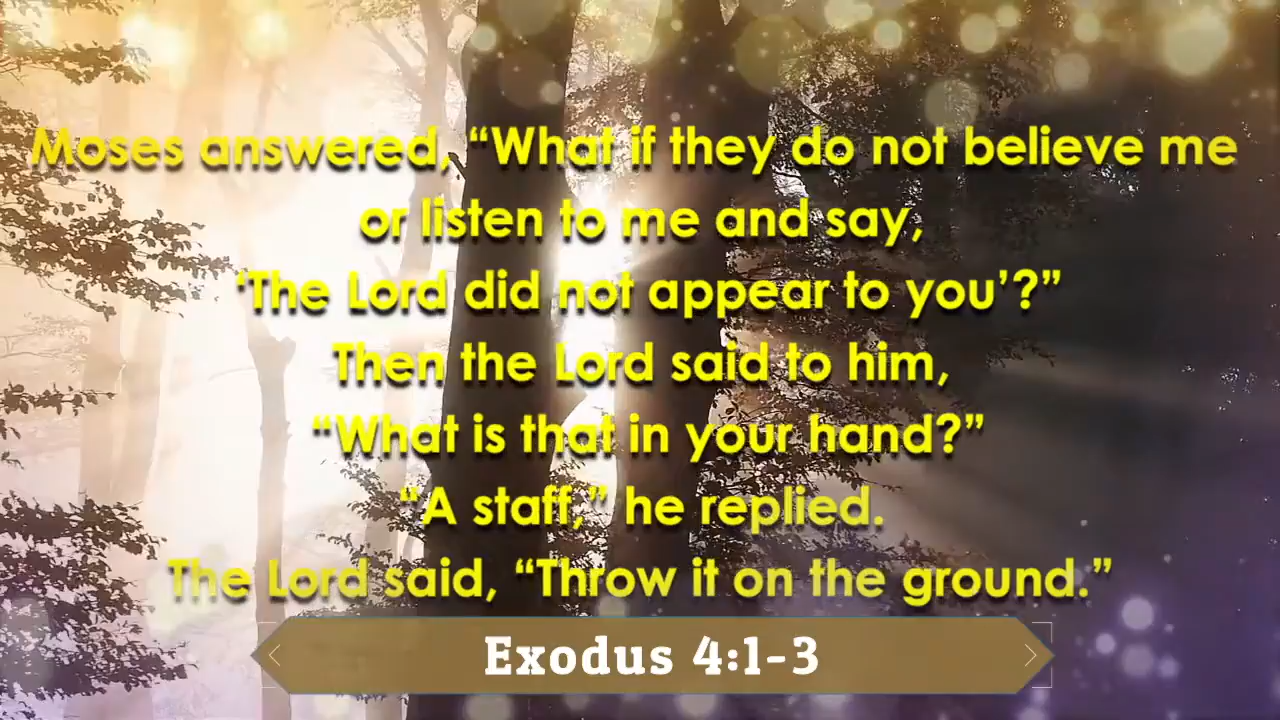 Moses answered, “What if they do not believe me
or listen to me and say,
‘The Lord did not appear to you’?”
Then the Lord said to him,
“What is that in your hand?”
“A staff,” he replied.
The Lord said, “Throw it on the ground.”
Exodus 4:1-3